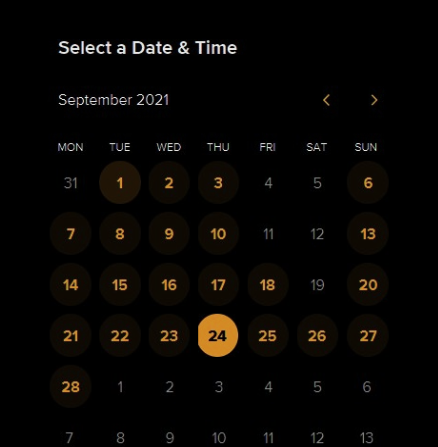 Select a Date & Time
September 2021
MON TUE WED THU FRI SAT SUN
31 1 2 3 4 5 6
7 8 9 10 11 12 13
14 15 16 17 18 19 20
21 22 23 24 25 26 27
28 1 2 3 4 5 6
7 8 9 10 11 12 13